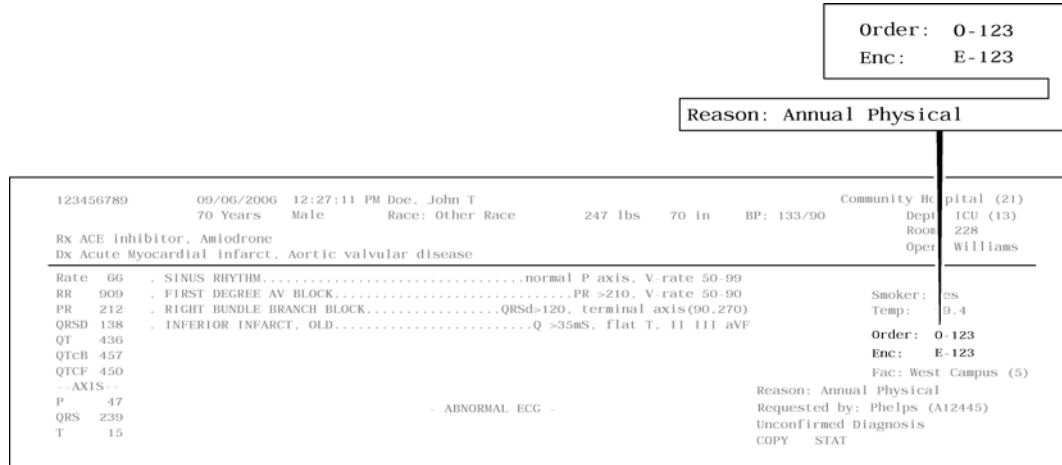 Order: O-123
Enc: E-123
Reason: Annual Physical
123456789 09/06/2006 12:27:11 PM Doe, John T Community Ho pital (21)
70 Years Male Race: Other Race 247 lbs 70 in BP: 133/90 Dept ICU (13)
Room 228
Rx ACE inhibitor, Amiodrone
Oper Williams
Dx Acute Myocardial infarct, Aortic valvular disease
Rate 66 . SINUS RHYTHM.................................normal P axis, V-rate 50-99
RR 909 . FIRST DEGREE AV BLOCK..............................PR >210, V-rate 50-90
Smoker: es
PR 212 . RIGHT BUNDLE BRANCH BLOCK.................QRSd>120, terminal axis(90,270)
Temp: 9.4
QRSD 138 . INFERIOR INFARCT, OLD.........................Q >35mS, flat T, II III aVF
QT 436
Order: O-123
QTcB 457
Enc: E-123
QTCF 450
Fac: West Campus (5)
--AXIS--
Reason: Annual Physical
P 47
- ABNORMAL ECG -
Requested by: Phelps (A12445)
QRS 239
Unconfirmed Diagnosis
T 15
COPY STAT